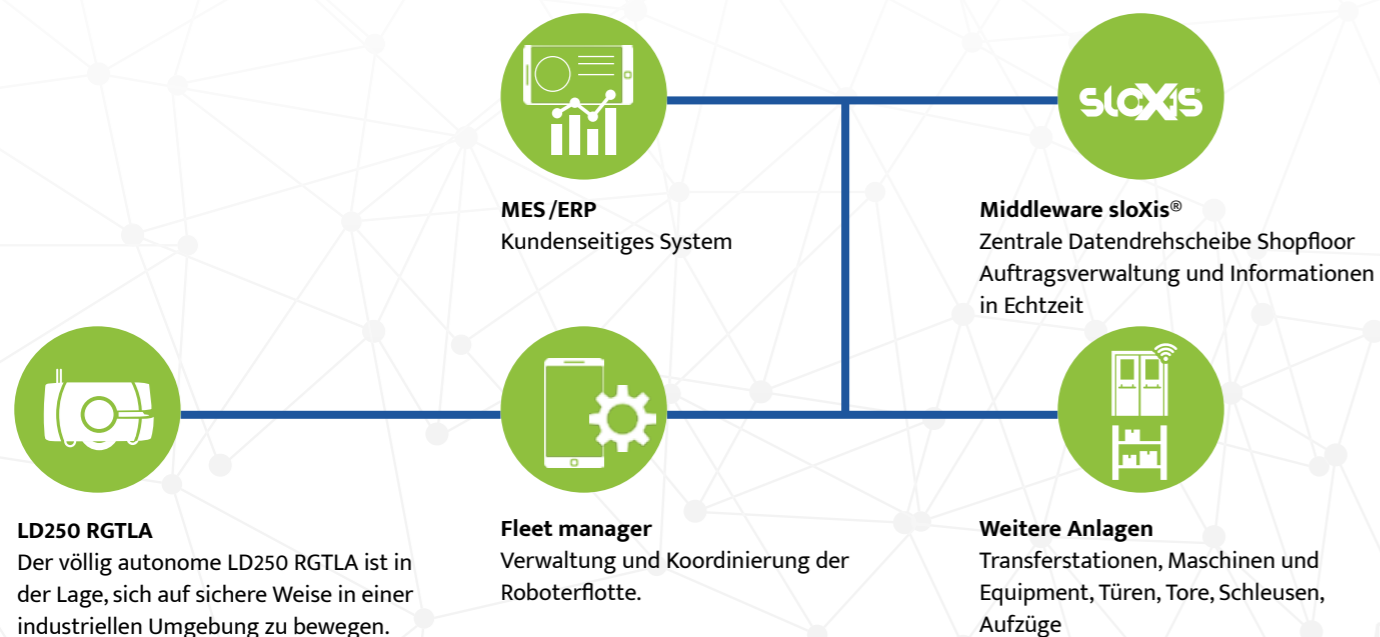 sloXis
MES/ERP
Kundenseitiges System
Middleware sloXis®
Zentrale Datendrehscheibe Shopfloor
Auftragsverwaltung und Informationen
in Echtzeit
LD250 RGTLA
Der völlig autonome LD250 RGTLA ist in
der Lage, sich auf sichere Weise in einer
industriellen Umgebung zu bewegen.
Fleet manager
Verwaltung und Koordinierung der
Roboterflotte.
Weitere Anlagen
Transferstationen, Maschinen und
Equipment, Türen, Tore, Schleusen,
Aufzüge